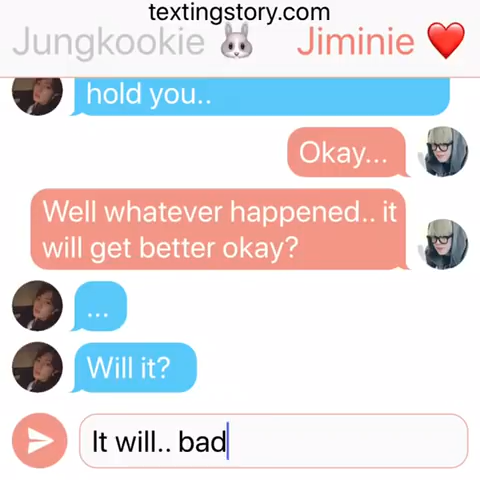 textingstory.com
Jungkookie 🐰 Jiminie ❤️
hold you..
Okay...
Well whatever happened.. it
will get better okay?
...
Will it?
It will.. bad